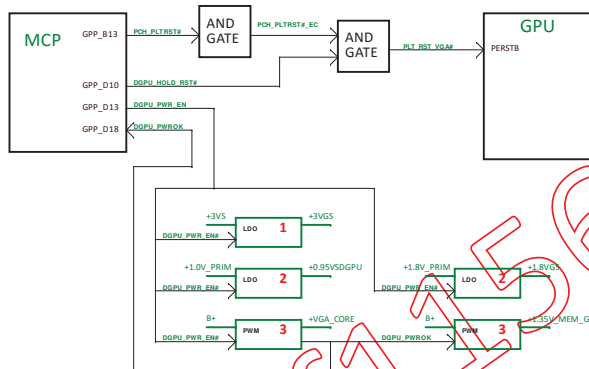 MCP
GPP_B13
PCH_PLTRST#
AND
GATE
PCH_PLTRST#_EC
AND
GATE
PLT_RST_VGA#
GPU
PERSTB
GPP_D10
DGPU_HOLD_RST#
GPP_D13
DGPU_PWR_EN
GPP_D18
DGPU_PWROK
+3VS
LDO
1
+3VGS
DGPU_PWR_EN#
+1.0V_PRIM
LDO
2
+0.95VSDGPU
DGPU_PWR_EN#
+1.8V_PRIM
LDO
2
+1.8VGS
DGPU_PWR_EN#
B+
PWM
3
+VGA_CORE
DGPU_PWR_EN#
B+
PWM
3
+1.35V_MEM_G
DGPU_PWROK